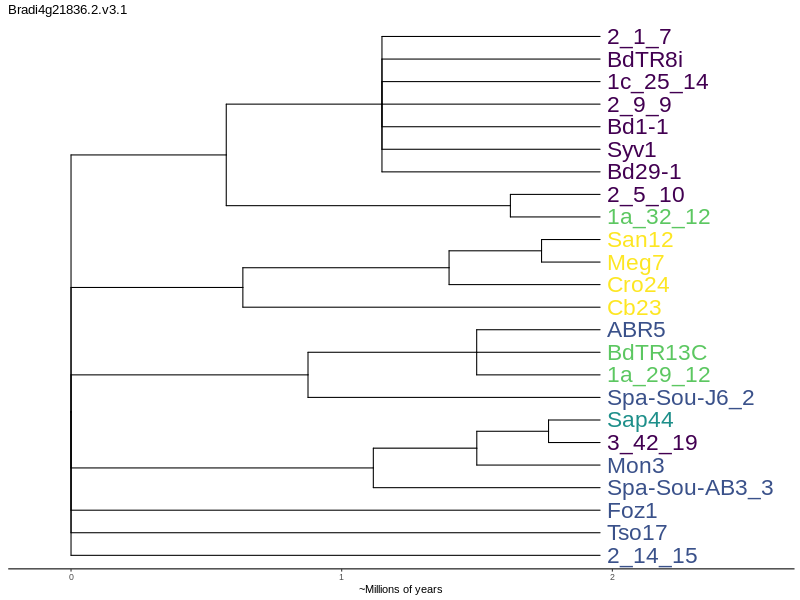 Bradi4g21836.2.v3.1
2_1_7
BdTR8i
1c_25_14
2_9_9
Bd1-1
Syv1
Bd29-1
2_5_10
1a_32_12
San12
Meg7
Cro24
Cb23
ABR5
BdTR13C
1a_29_12
Spa-Sou-J6_2
Sap44
3_42_19
Mon3
Spa-Sou-AB3_3
Foz1
Tso17
2_14_15
0 1 2
~Millions of years